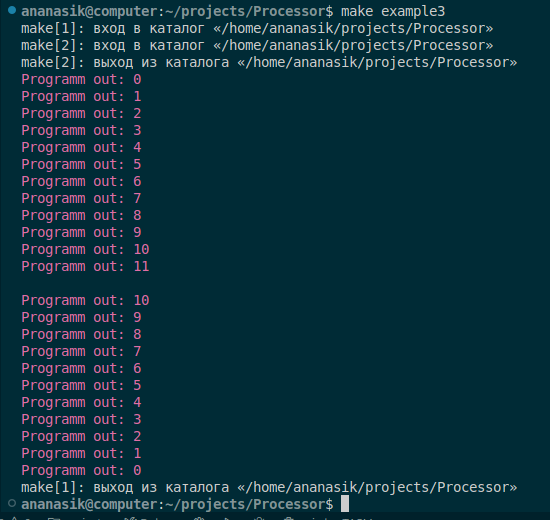 ananasik@computer:~/projects/Processor$ make example3
make[1]: вход в каталог «/home/ananasik/projects/Processor»
make[2]: вход в каталог «/home/ananasik/projects/Processor»
make[2]: выход из каталога «/home/ananasik/projects/Processor»
Programm out: 0
Programm out: 1
Programm out: 2
Programm out: 3
Programm out: 4
Programm out: 5
Programm out: 6
Programm out: 7
Programm out: 8
Programm out: 9
Programm out: 10
Programm out: 11
Programm out: 10
Programm out: 9
Programm out: 8
Programm out: 7
Programm out: 6
Programm out: 5
Programm out: 4
Programm out: 3
Programm out: 2
Programm out: 1
Programm out: 0
make[1]: выход из каталога «/home/ananasik/projects/Processor»
ananasik@computer:~/projects/Processor$